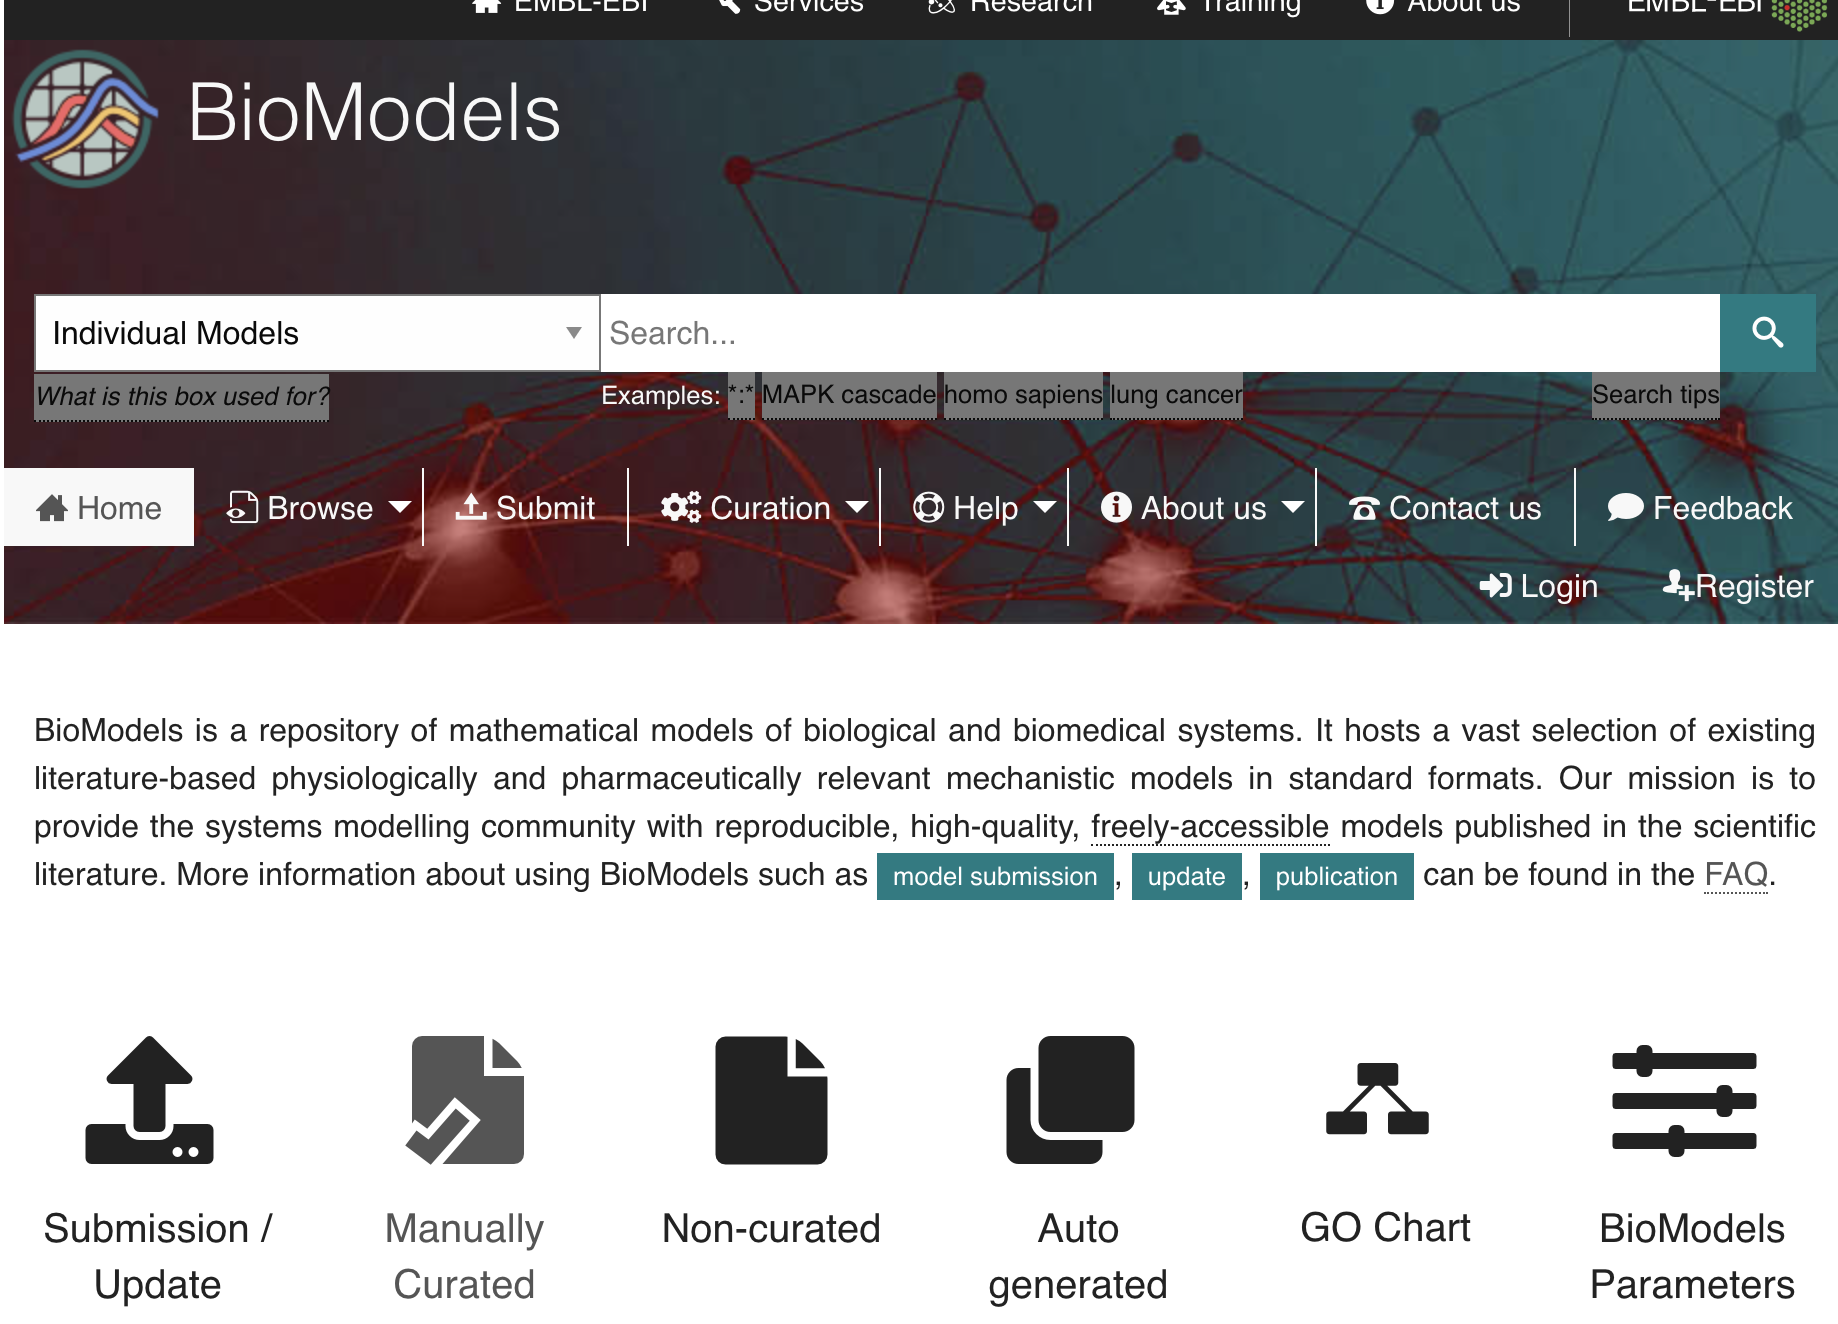 EMBL-EBI Services Research Training About us EMBL-EBI
BioModels
Individual Models Search...
What is this box used for? Examples: *:* MAPK cascade homo sapiens lung cancer Search tips
Home Browse Submit Curation Help About us Contact us Feedback
Login Register
BioModels is a repository of mathematical models of biological and biomedical systems. It hosts a vast selection of existing
literature-based physiologically and pharmaceutically relevant mechanistic models in standard formats. Our mission is to
provide the systems modelling community with reproducible, high-quality, freely-accessible models published in the scientific
literature. More information about using BioModels such as model submission , update , publication can be found in the FAQ.
Submission / Manually Non-curated Auto GO Chart BioModels
Update Curated generated Parameters